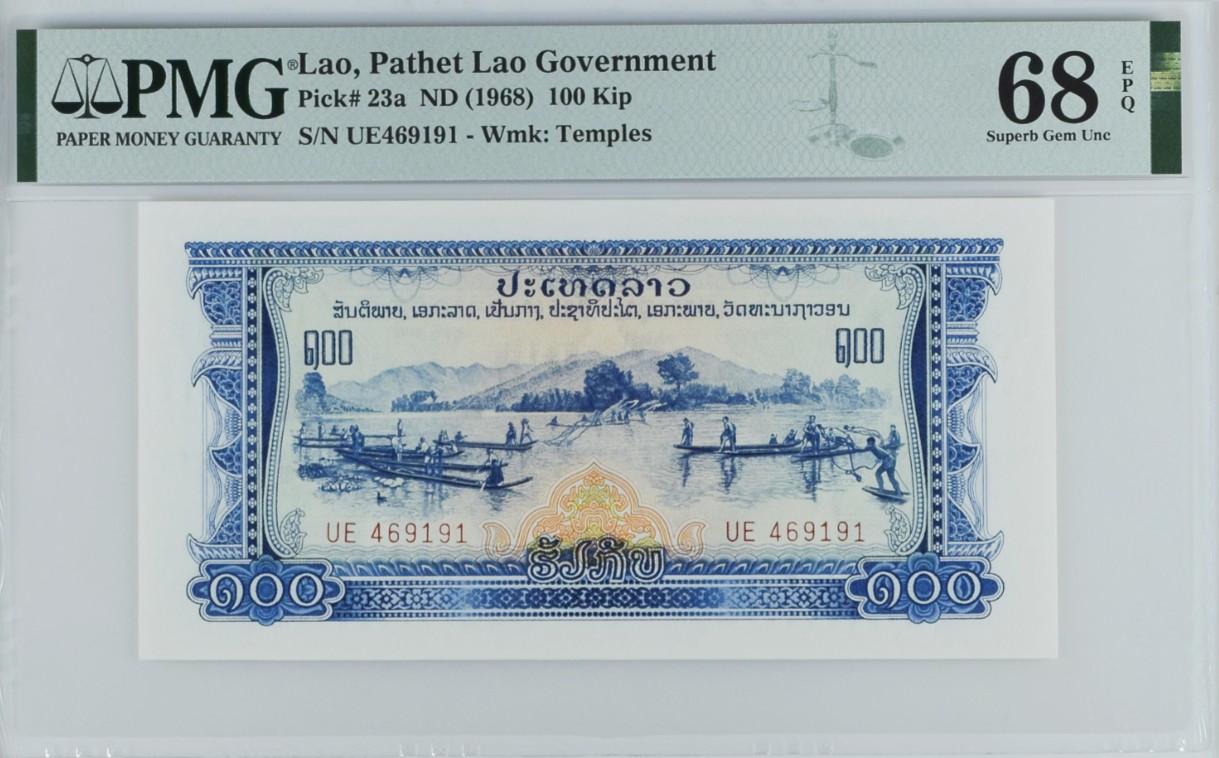 PMG® Lao, Pathet Lao Government
Pick# 23a ND (1968) 100 Kip
PAPER MONEY GUARANTY S/N UE469191 - Wmk: Temples
68 EPQ
Superb Gem Unc
ປະເທດລາວ
ສັນຕິພາຍ, ເອກະລາດ, ເປັນກາງ, ປະຊາທິປະໄຕ, ເອກະພາຍ, ວັດທະນາຖາວອນ
໑໐໐ ໑໐໐
UE 469191 UE 469191
ຮ້ອຍກີບ
໑໐໐ ໑໐໐